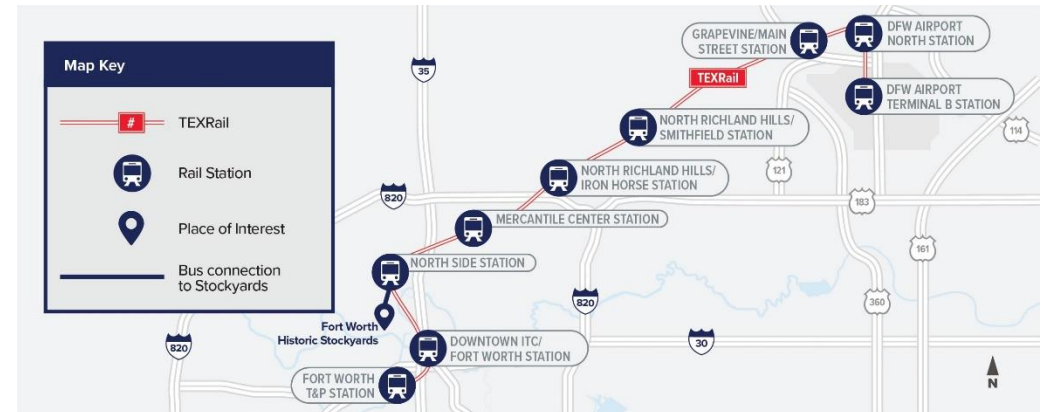 Map Key
#
TEXRail
Rail Station
Place of Interest
Bus connection
to Stockyards
35
GRAPEVINE/MAIN
STREET STATION
DFW AIRPORT
NORTH STATION
TEXRail
DFW AIRPORT
TERMINAL B STATION
NORTH RICHLAND HILLS/
SMITHFIELD STATION
114
121
NORTH RICHLAND HILLS/
IRON HORSE STATION
820
183
MERCANTILE CENTER STATION
161
NORTH SIDE STATION
820
360
Fort Worth
Historic Stockyards
820
DOWNTOWN ITC/
FORT WORTH STATION
30
FORT WORTH
T&P STATION
N